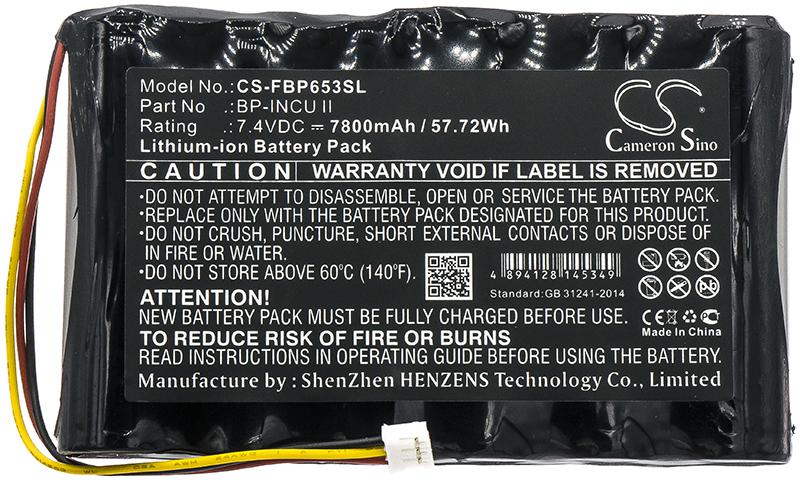 Model No.:CS-FBP653SL
Part No .:BP-INCU II
Rating :7.4VDC ⎓ 7800mAh / 57.72Wh
Lithium-ion Battery Pack
CS
Cameron Sino
CAUTION WARRANTY VOID IF LABEL IS REMOVED
•DO NOT ATTEMPT TO DISASSEMBLE, OPEN OR SERVICE THE BATTERY PACK.
•REPLACE ONLY WITH THE BATTERY PACK DESIGNATED FOR THIS PRODUCT.
•DO NOT CRUSH, PUNCTURE, SHORT EXTERNAL CONTACTS OR DISPOSE OF
IN FIRE OR WATER.
•DO NOT STORE ABOVE 60°C (140°F).
4 894128 145349
Standard:GB 31241-2014
ATTENTION!
NEW BATTERY PACK MUST BE FULLY CHARGED BEFORE USE
TO REDUCE RISK OF FIRE OR BURNS
READ INSTRUCTIONS IN OPERATING GUIDE BEFORE USING BATTERY PACK
CE
Made in China
Manufacture by : ShenZhen HENZENS Technology Co., Limited